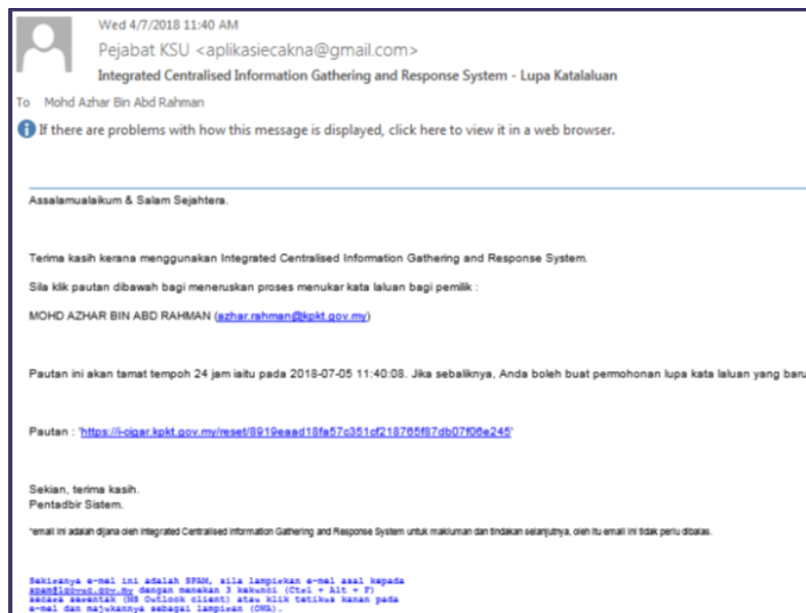 Wed 4/7/2018 11:40 AM
Pejabat KSU <aplikasiecakna@gmail.com>
Integrated Centralised Information Gathering and Response System - Lupa Katalaluan
To Mohd Azhar Bin Abd Rahman
If there are problems with how this message is displayed, click here to view it in a web browser.
Assalamualaikum & Salam Sejahtera.
Terima kasih kerana menggunakan Integrated Centralised Information Gathering and Response System.
Sila klik pautan dibawah bagi meneruskan proses menukar kata laluan bagi pemilik :
MOHD AZHAR BIN ABD RAHMAN (azhar.rahman@kpkt.gov.my)
Pautan ini akan tamat tempoh 24 jam iaitu pada 2018-07-05 11:40:08. Jika sebaliknya, Anda boleh buat permohonan lupa kata laluan yang baru
Pautan : "https://i-cigar.kpkt.gov.my/reset/8919eaad18fa57c351cf218765f87db07f06e245"
Sekian, terima kasih.
Pentadbir Sistem.
*email ini adalah dijana oleh Integrated Centralised Information Gathering and Response System untuk makluman dan tindakan selanjutnya, oleh itu email ini tidak perlu dibalas.
Sekiranya e-mel ini adalah SPAM, sila lampirkan e-mel asal kepada
dengan menekan 3 kekunci (Ctrl + Alt + F)
secara serentak (MS Outlook client) atau klik tetikus kanan pada
e-mel dan majukannya sebagai lampiran (OWA).